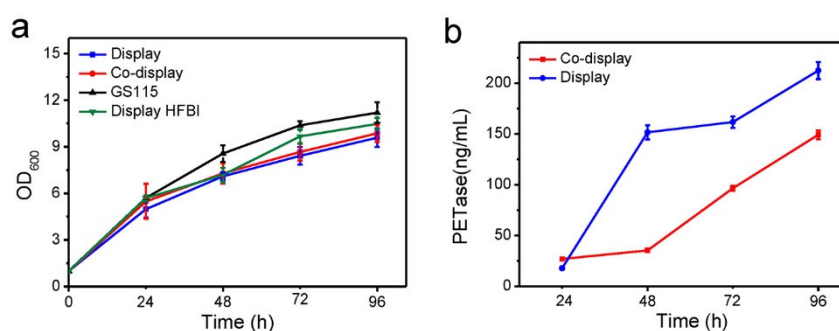 a
15
12
9
6
3
0
OD600
Display
Co-display
GS115
Display HFBI
0 24 48 72 96
Time (h)
b
200
150
100
50
0
PETase(ng/mL)
Co-display
Display
24 48 72 96
Time (h)